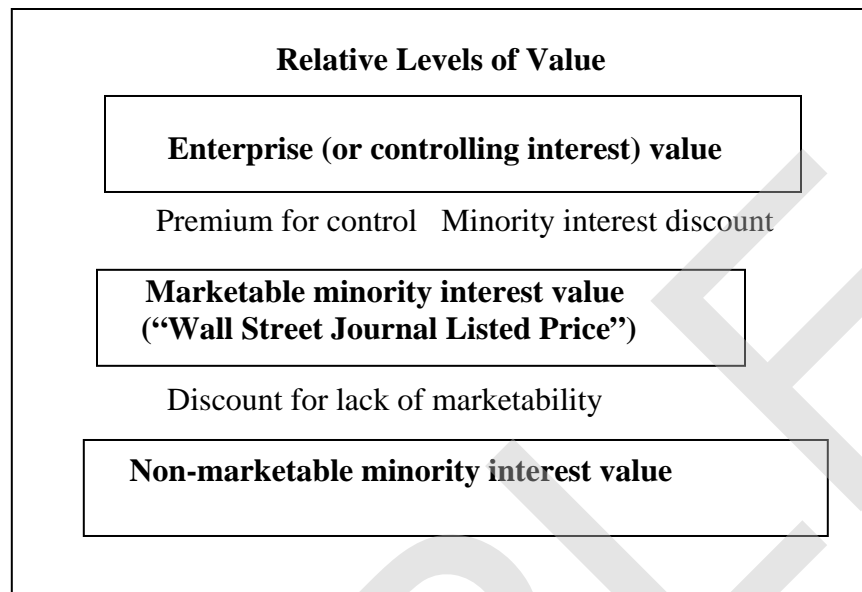 Relative Levels of Value
Enterprise (or controlling interest) value
Premium for control Minority interest discount
Marketable minority interest value
(“Wall Street Journal Listed Price”)
Discount for lack of marketability
Non-marketable minority interest value